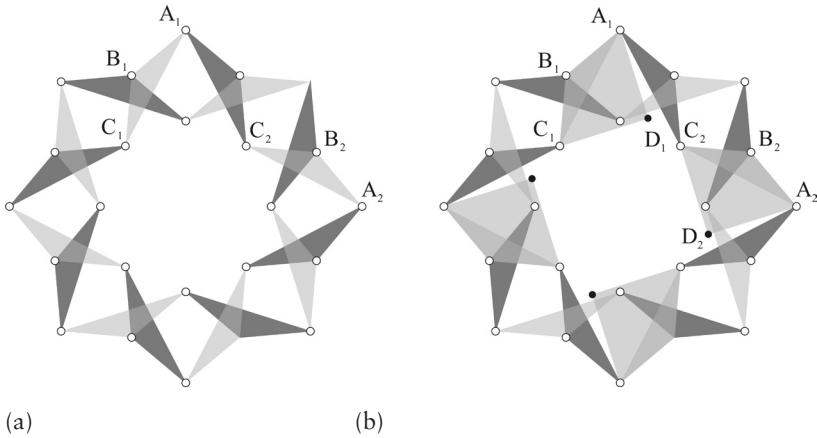 A1 A1
B1 B1
C1 C2 B2 C1 D1 C2 B2
A2 A2
D2
(a) (b)